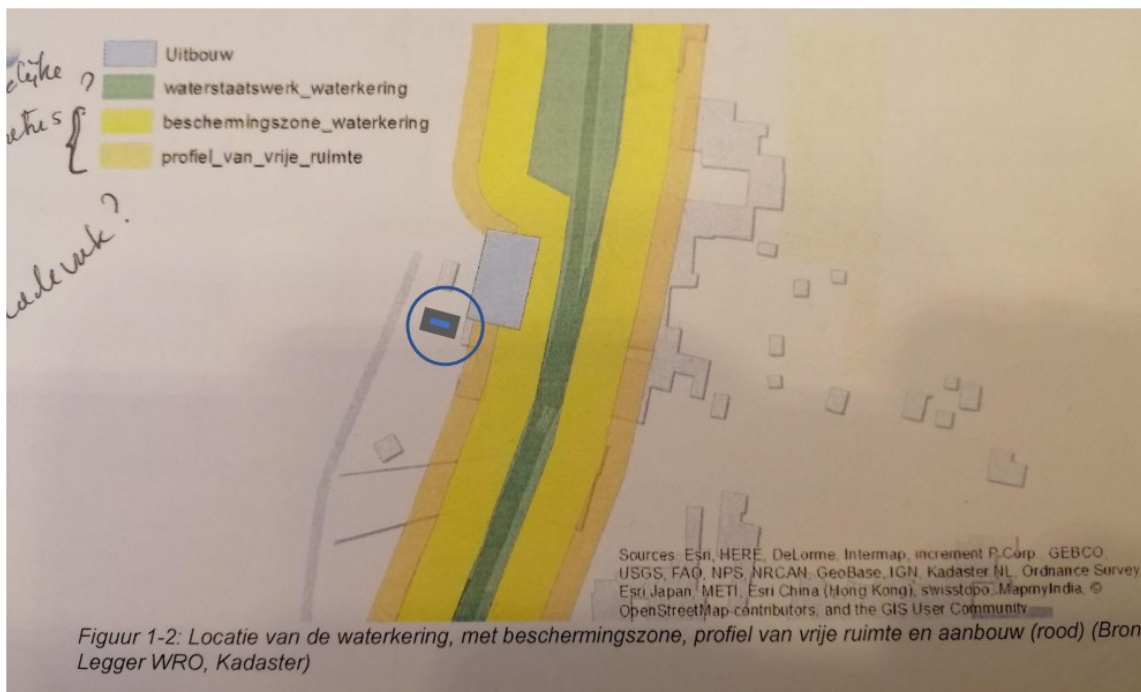 Uitbouw
waterstaatswerk_waterkering
beschermingszone_waterkering
profiel_van_vrije_ruimte
?
?
Sources: Esri, HERE, DeLorme, Intermap, increment P Corp., GEBCO,
USGS, FAO, NPS, NRCAN, GeoBase, IGN, Kadaster NL, Ordnance Survey,
Esri Japan, METI, Esri China (Hong Kong), swisstopo, MapmyIndia, ©
OpenStreetMap contributors, and the GIS User Community
Figuur 1-2: Locatie van de waterkering, met beschermingszone, profiel van vrije ruimte en aanbouw (rood) (Bron
Legger WRO, Kadaster)